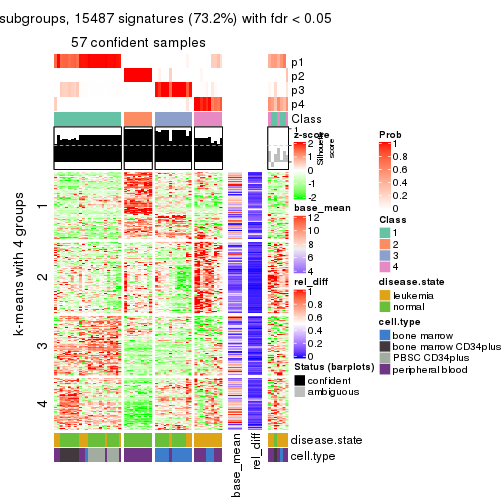 subgroups, 15487 signatures (73.2%) with fdr < 0.05
57 confident samples
p1
p2
p3
p4
Class
1
Silhouette
score
k-means with 4 groups
1
2
3
4
disease.state
cell.type
base_mean
rel_diff
z-score
2
1
0
-1
-2
base_mean
12
10
8
6
4
rel_diff
1
0.8
0.6
0.4
0.2
0
Status (barplots)
confident
ambiguous
Prob
1
0.8
0.6
0.4
0.2
0
Class
1
2
3
4
disease.state
leukemia
normal
cell.type
bone marrow
bone marrow CD34plus
PBSC CD34plus
peripheral blood